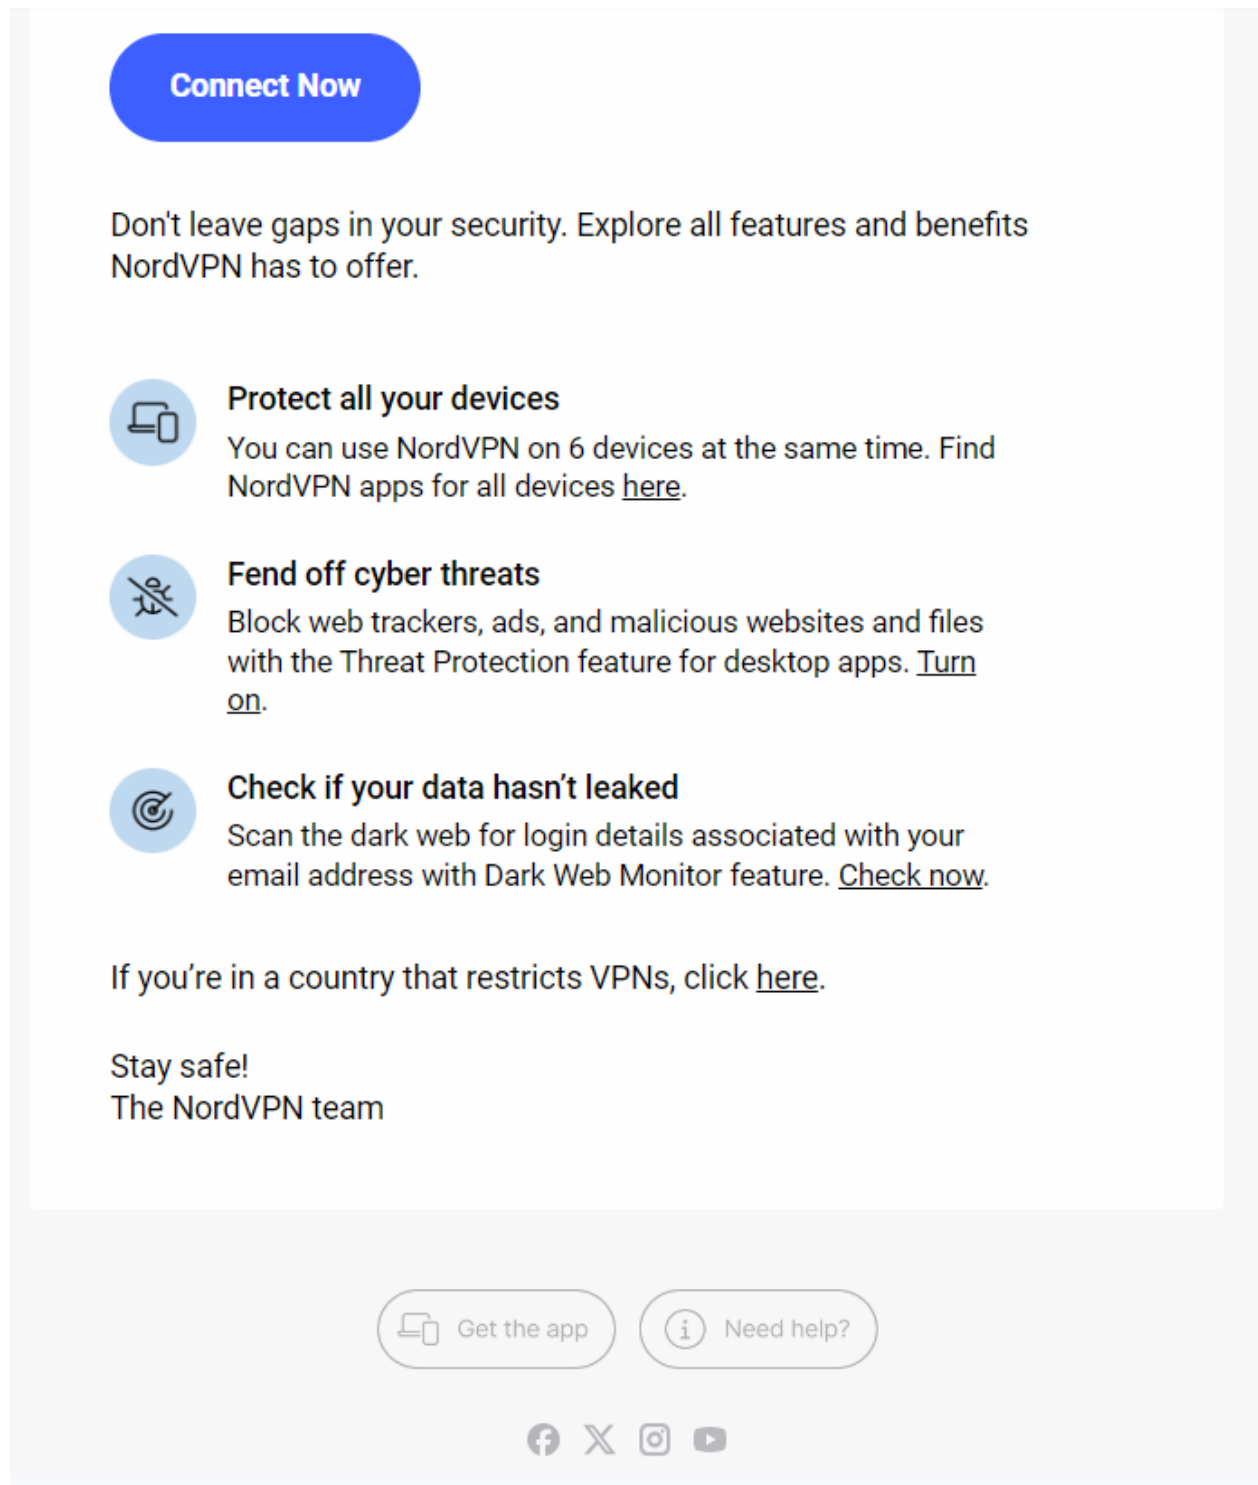 Connect Now
Don't leave gaps in your security. Explore all features and benefits
NordVPN has to offer.
Protect all your devices
You can use NordVPN on 6 devices at the same time. Find
NordVPN apps for all devices here.
Fend off cyber threats
Block web trackers, ads, and malicious websites and files
with the Threat Protection feature for desktop apps. Turn
on.
Check if your data hasn’t leaked
Scan the dark web for login details associated with your
email address with Dark Web Monitor feature. Check now.
If you’re in a country that restricts VPNs, click here.
Stay safe!
The NordVPN team
Get the app
Need help?